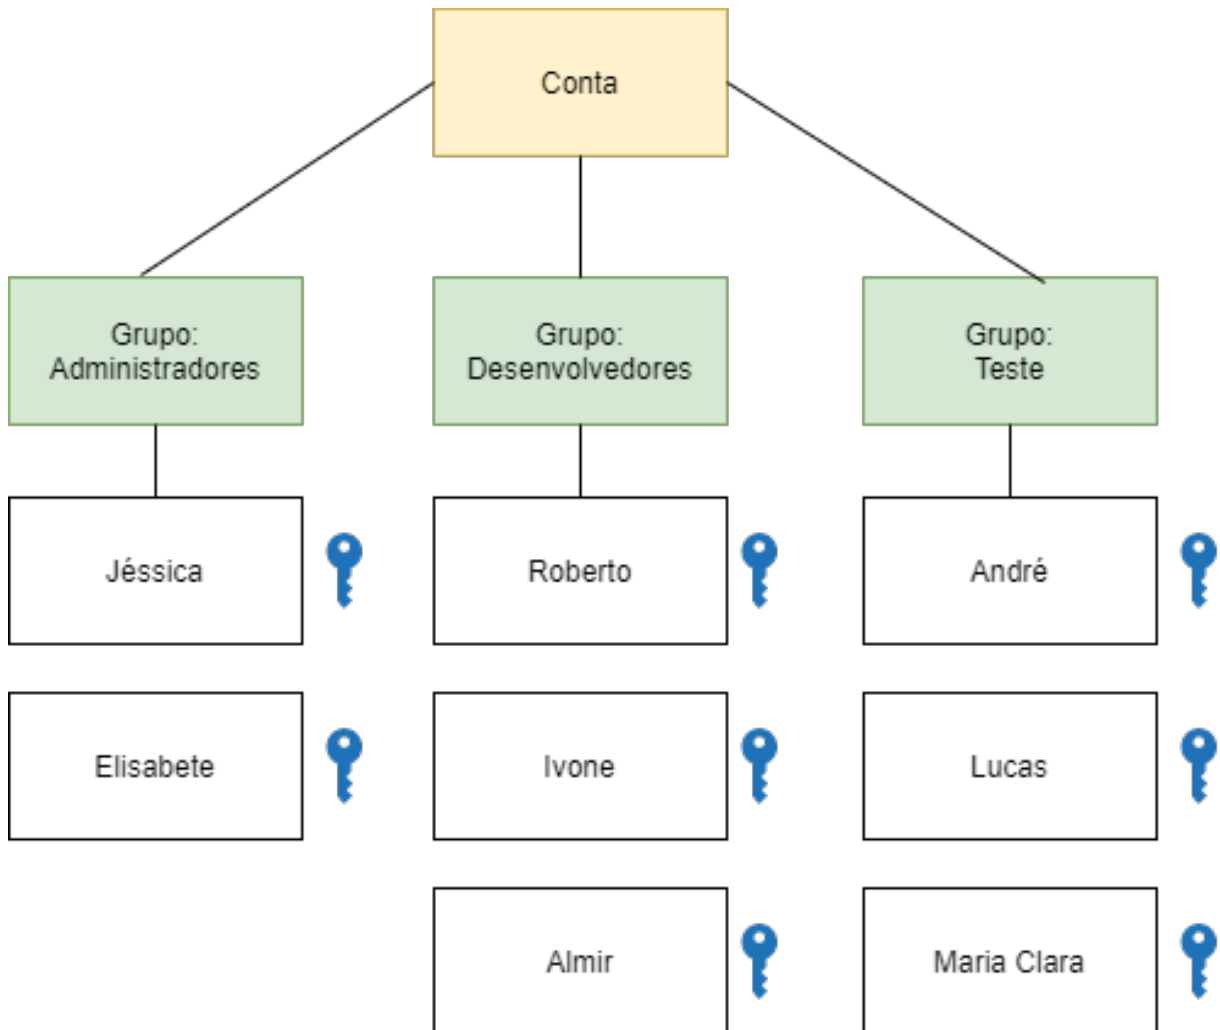 Conta
Grupo:
Administradores
Grupo:
Desenvolvedores
Grupo:
Teste
Jéssica
Roberto
André
Elisabete
Ivone
Lucas
Almir
Maria Clara